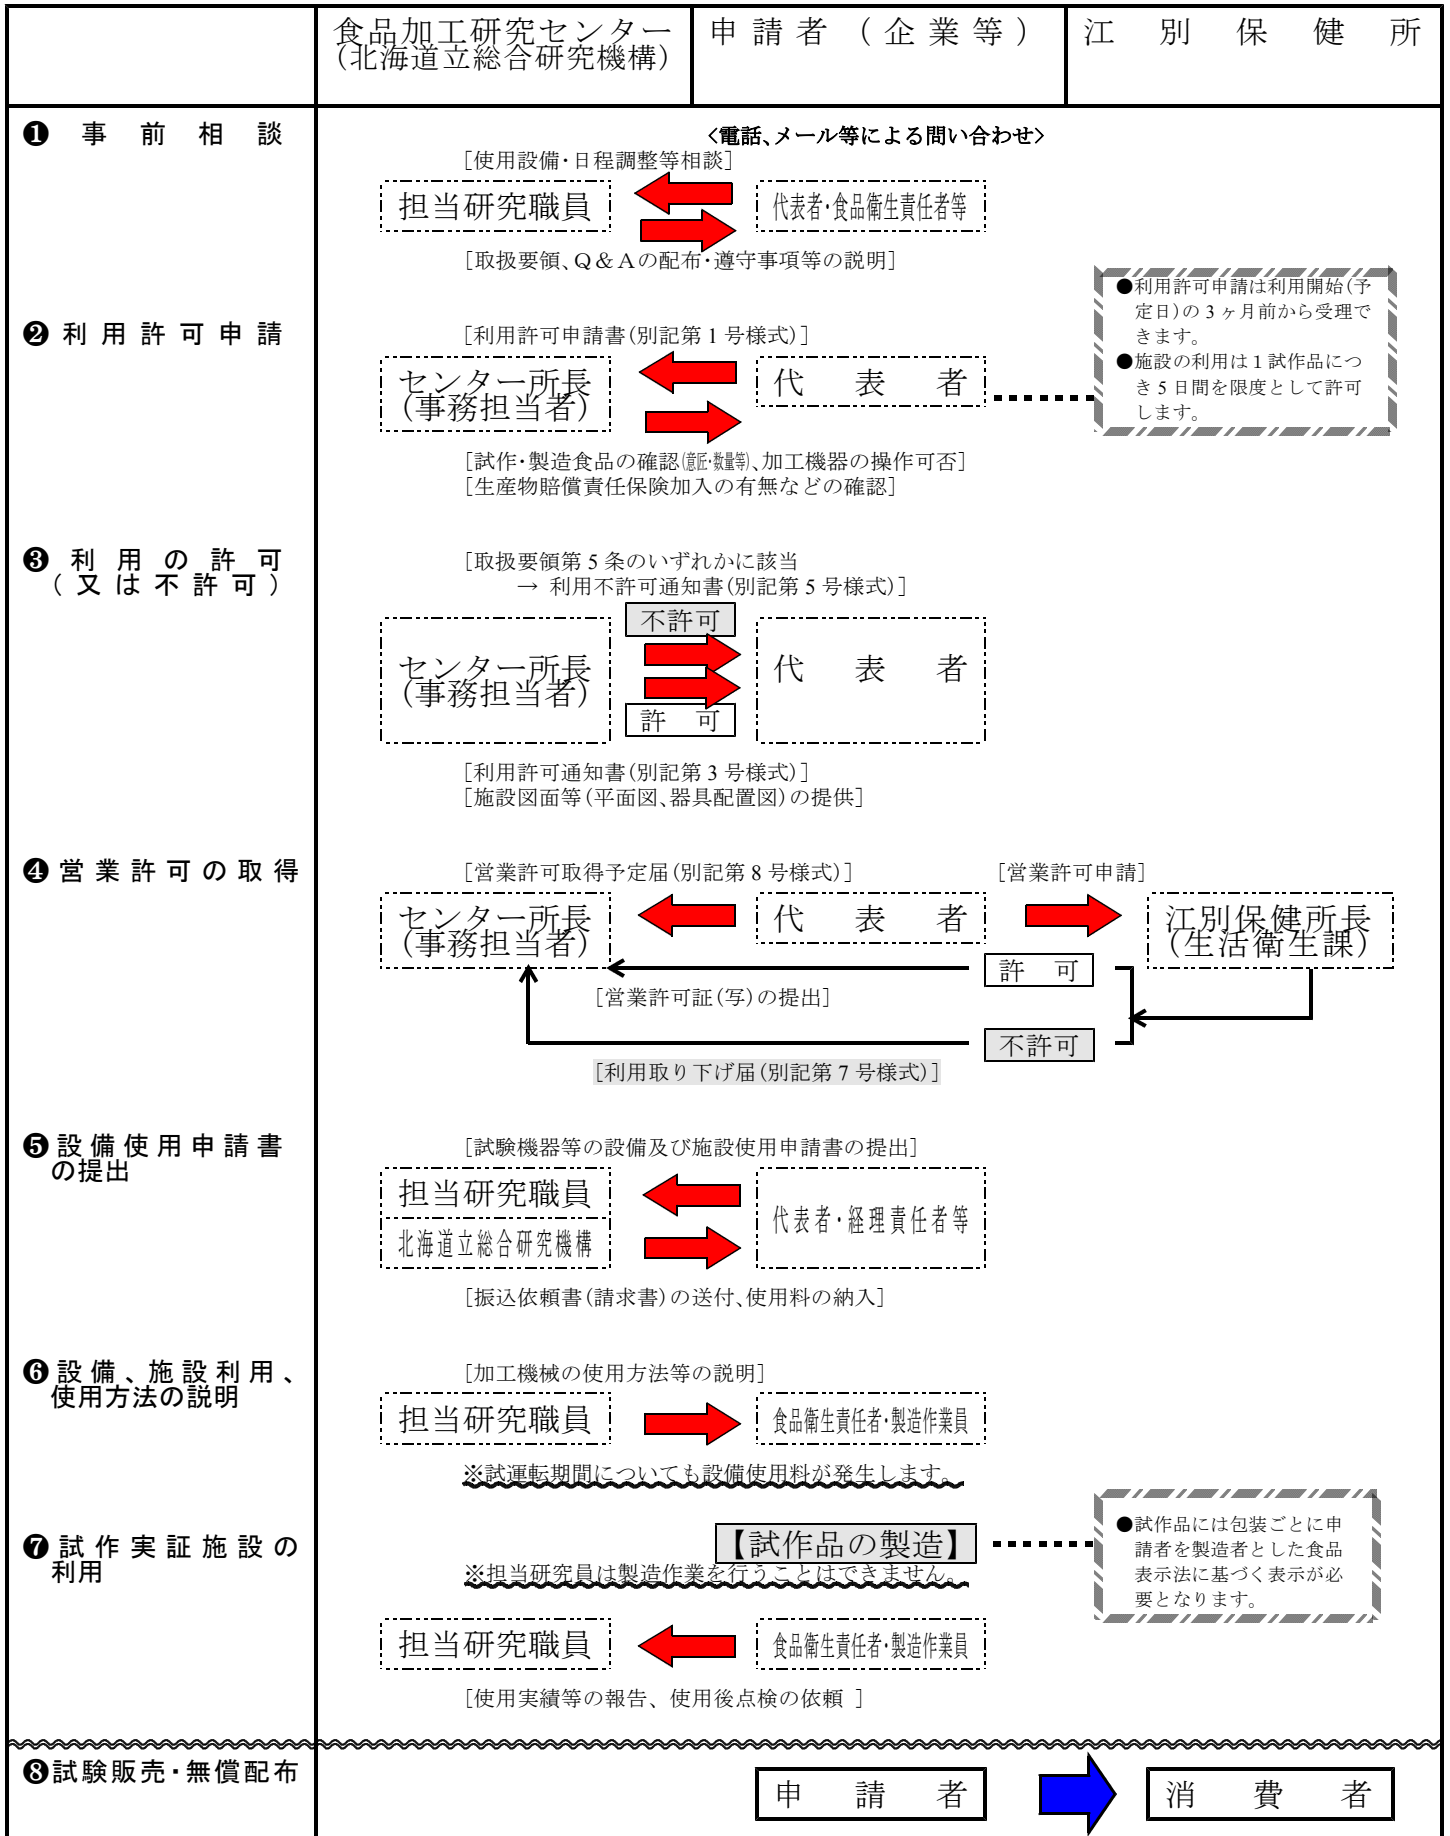 食品加工研究センター
(北海道立総合研究機構)
申請者（企業等）
江別保健所
❶ 事前相談
<電話、メール等による問い合わせ>
[使用設備・日程調整等相談]
担当研究職員
代表者・食品衛生責任者等
[取扱要領、Q＆Aの配布・遵守事項等の説明]
●利用許可申請は利用開始(予
定日)の3ヶ月前から受理で
きます。
●施設の利用は1試作品につ
き5日間を限度として許可
します。
❷ 利用許可申請
[利用許可申請書(別記第1号様式)]
センター所長
(事務担当者)
代表者
[試作・製造食品の確認(意匠・数量等)、加工機器の操作可否]
[生産物賠償責任保険加入の有無などの確認]
❸ 利用の許可
(又は不許可)
[取扱要領第5条のいずれかに該当
→ 利用不許可通知書(別記第5号様式)]
不許可
センター所長
(事務担当者)
代表者
許可
[利用許可通知書(別記第3号様式)]
[施設図面等(平面図、器具配置図)の提供]
❹ 営業許可の取得
[営業許可取得予定届(別記第8号様式)]
[営業許可申請]
センター所長
(事務担当者)
代表者
江別保健所長
(生活衛生課)
許可
[営業許可証(写)の提出]
不許可
[利用取り下げ届(別記第7号様式)]
❺ 設備使用申請書
の提出
[試験機器等の設備及び施設使用申請書の提出]
担当研究職員
北海道立総合研究機構
代表者・経理責任者等
[振込依頼書(請求書)の送付、使用料の納入]
❻ 設備、施設利用、
使用方法の説明
[加工機械の使用方法等の説明]
担当研究職員
食品衛生責任者・製造作業員
※試運転期間についても設備使用料が発生します。
❼ 試作実証施設の
利用
【試作品の製造】
※担当研究員は製造作業を行うことはできません。
●試作品には包装ごとに申
請者を製造者とした食品
表示法に基づく表示が必
要となります。
担当研究職員
食品衛生責任者・製造作業員
[使用実績等の報告、使用後点検の依頼 ]
❽試験販売・無償配布
申請者
消費者